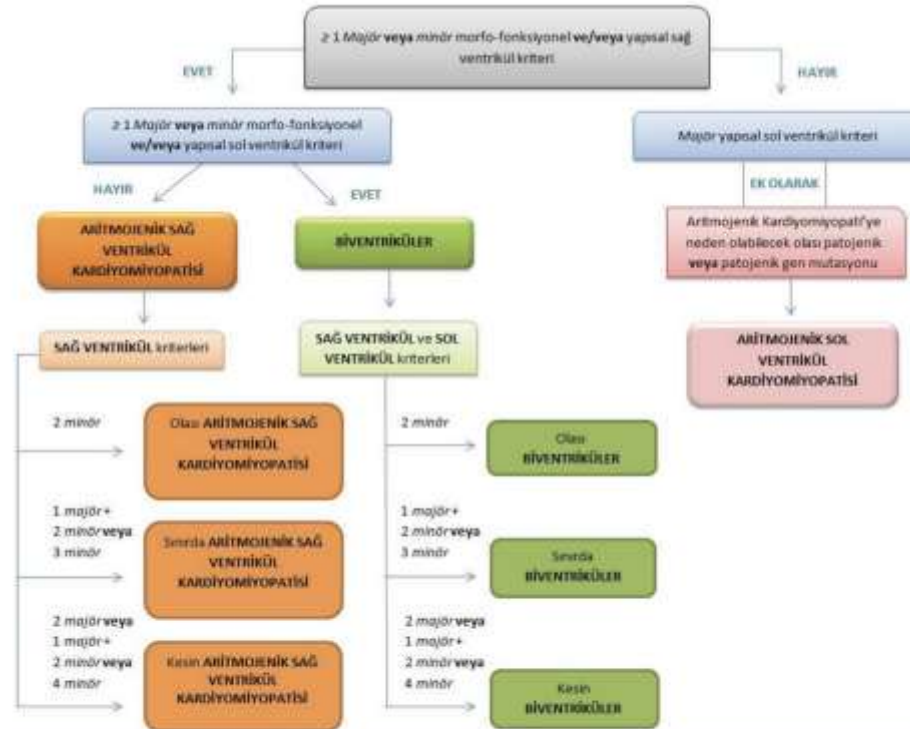 ≥ 1 Majör veya minör morfo-fonksiyonel ve/veya yapısal sağ
ventrikül kriteri
EVET
HAYIR
≥ 1 Majör veya minör morfo-fonksiyonel
ve/veya yapısal sol ventrikül kriteri
Majör yapısal sol ventrikül kriteri
HAYIR
EVET
EK OLARAK
ARİTMOJENİK SAĞ
VENTRİKÜL
KARDİYOMİYOPATİSİ
BİVENTRİKÜLER
Aritmojenik Kardiyomiyopati'ye
neden olabilecek olası patojenik
veya patojenik gen mutasyonu
SAĞ VENTRİKÜL kriterleri
SAĞ VENTRİKÜL ve SOL
VENTRİKÜL kriterleri
ARİTMOJENİK SOL
VENTRİKÜL
KARDİYOMİYOPATİSİ
2 minör
Olası ARİTMOJENİK SAĞ
VENTRİKÜL
KARDİYOMİYOPATİSİ
2 minör
Olası
BİVENTRİKÜLER
1 majör +
2 minör veya
3 minör
Sınırda ARİTMOJENİK SAĞ
VENTRİKÜL
KARDİYOMİYOPATİSİ
1 majör +
2 minör veya
3 minör
Sınırda
BİVENTRİKÜLER
2 majör veya
1 majör +
2 minör veya
4 minör
Kesin ARİTMOJENİK SAĞ
VENTRİKÜL
KARDİYOMİYOPATİSİ
2 majör veya
1 majör +
2 minör veya
4 minör
Kesin
BİVENTRİKÜLER